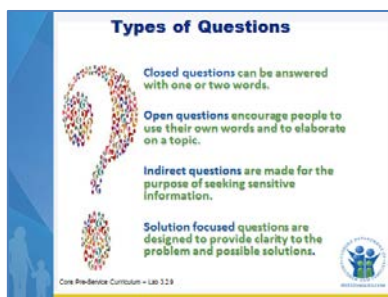 Types of Questions
Closed questions can be answered
with one or two words.
Open questions encourage people to
use their own words and to elaborate
on a topic.
Indirect questions are made for the
purpose of seeking sensitive
information.
Solution focused questions are
designed to provide clarity to the
problem and possible solutions.
Core Pre-Service Curriculum – Lab 3.2.9